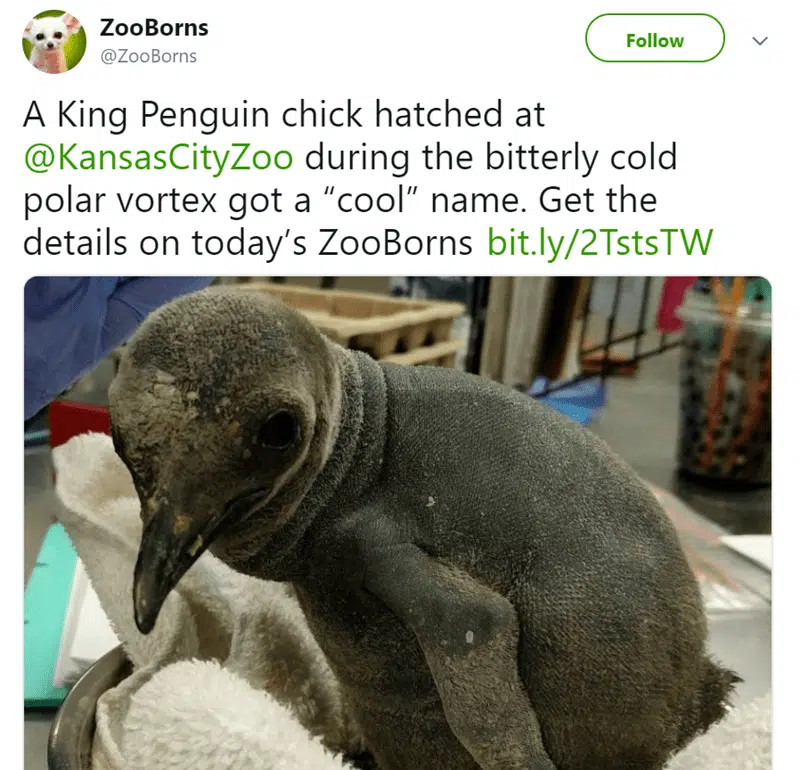 ZooBorns
@ZooBorns
Follow
A King Penguin chick hatched at
@KansasCityZoo during the bitterly cold
polar vortex got a “cool” name. Get the
details on today’s ZooBorns bit.ly/2TstsTW